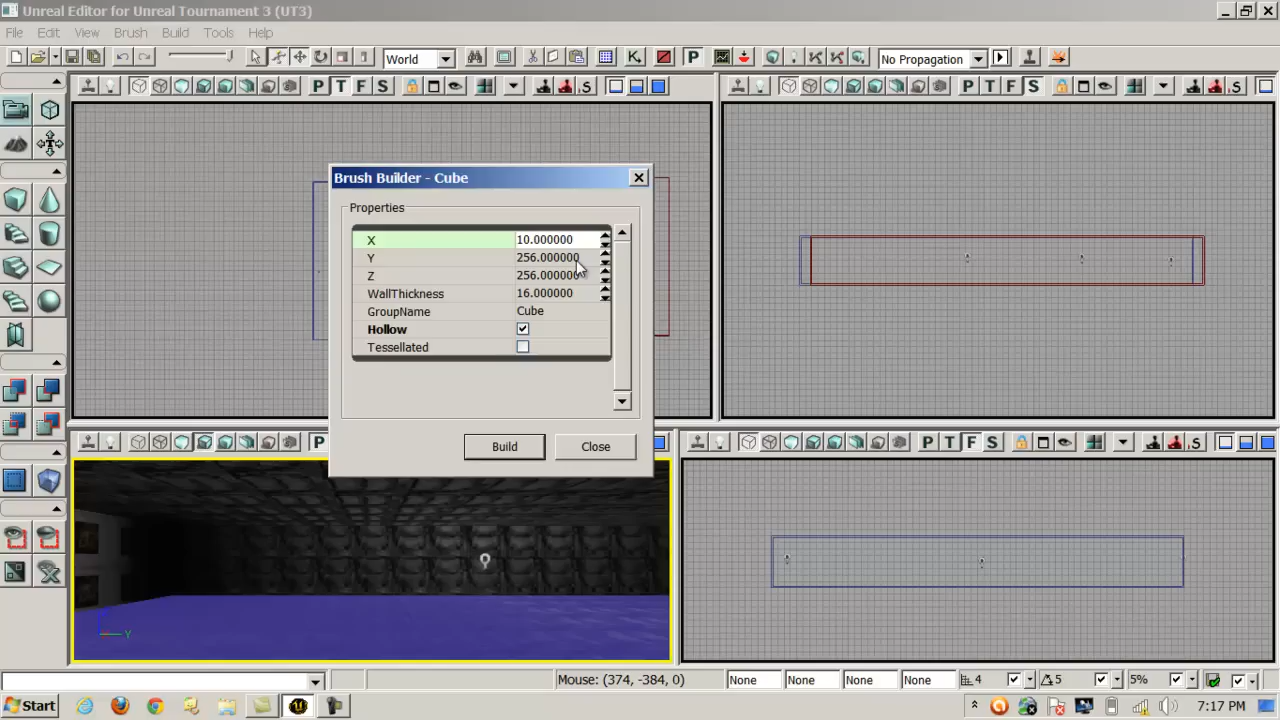 Unreal Editor for Unreal Tournament 3 (UT3)
File Edit View Brush Build Tools Help
World
P
No Propagation
P T F S
P T F S
Brush Builder - Cube
Properties
X 10.000000
Y 256.000000
Z 256.000000
WallThickness 16.000000
GroupName Cube
Hollow
Tessellated
Build Close
P
P T F S
Y
Mouse: (374, -384, 0) None None None None 4 5 5%
Start 7:17 PM